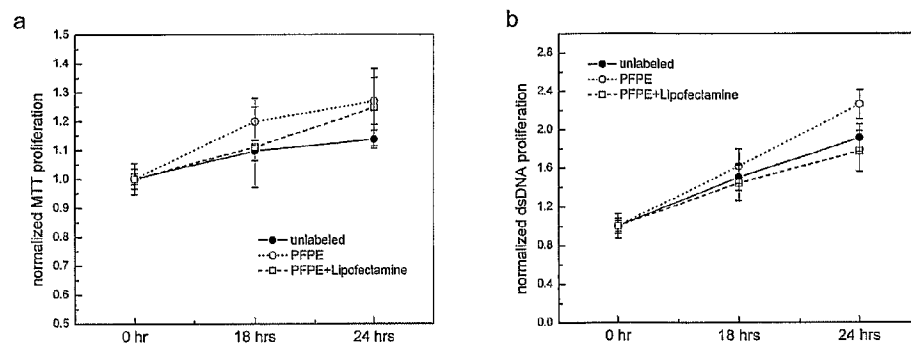 a
normalized MTT proliferation
1.5
1.4
1.3
1.2
1.1
1.0
0.9
0.8
0.7
0.6
0.5
unlabeled
PFPE
PFPE+Lipofectamine
0 hr
18 hrs
24 hrs
b
normalized dsDNA proliferation
2.8
2.4
2.0
1.6
1.2
0.8
0.4
0.0
unlabeled
PFPE
PFPE+Lipofectamine
0 hr
18 hrs
24 hrs